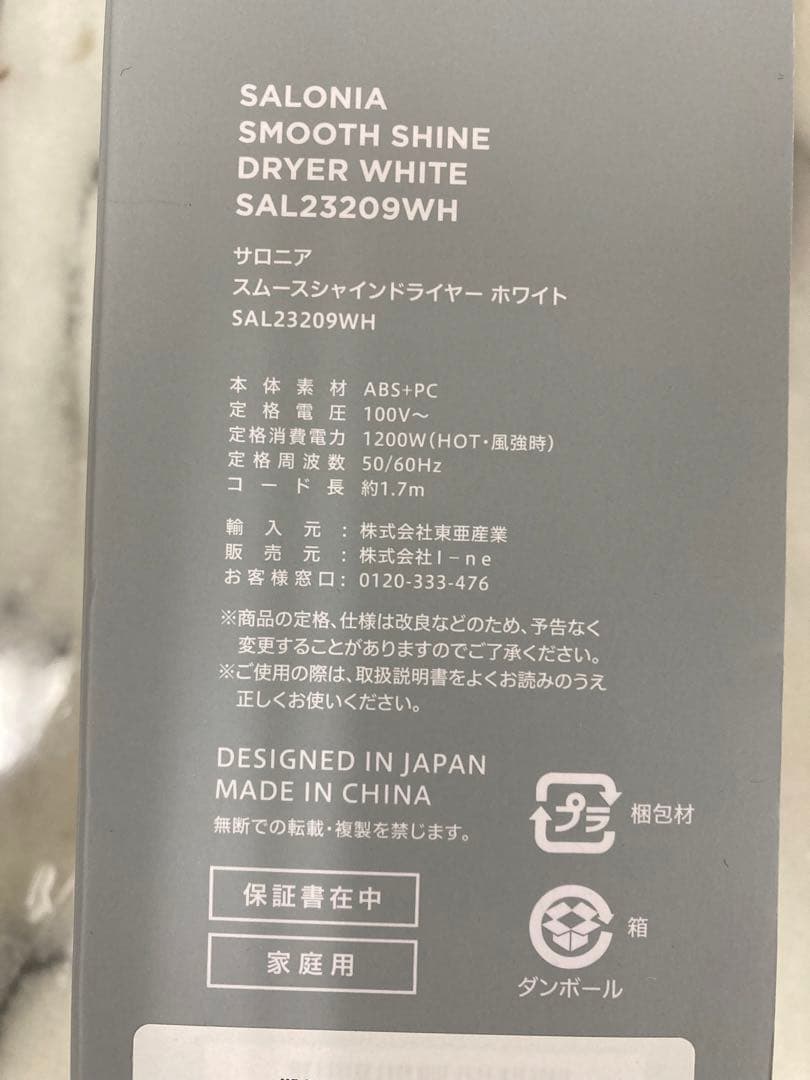 SALONIA
SMOOTH SHINE
DRYER WHITE
SAL23209WH
サロニア
スムースシャインドライヤー ホワイト
SAL23209WH
本体素材 ABS+PC
定格電圧 100V～
定格消費電力 1200W(HOT・風強時)
定格周波数 50/60Hz
コード長 約1.7m
輸入元：株式会社東亜産業
販売元：株式会社I-ne
お客様窓口：0120-333-476
※商品の定格、仕様は改良などのため、予告なく
変更することがありますのでご了承ください。
※ご使用の際は、取扱説明書をよくお読みのうえ
正しくお使いください。
DESIGNED IN JAPAN
MADE IN CHINA
無断での転載・複製を禁じます。
プラ 梱包材
保証書在中
箱
家庭用
ダンボール